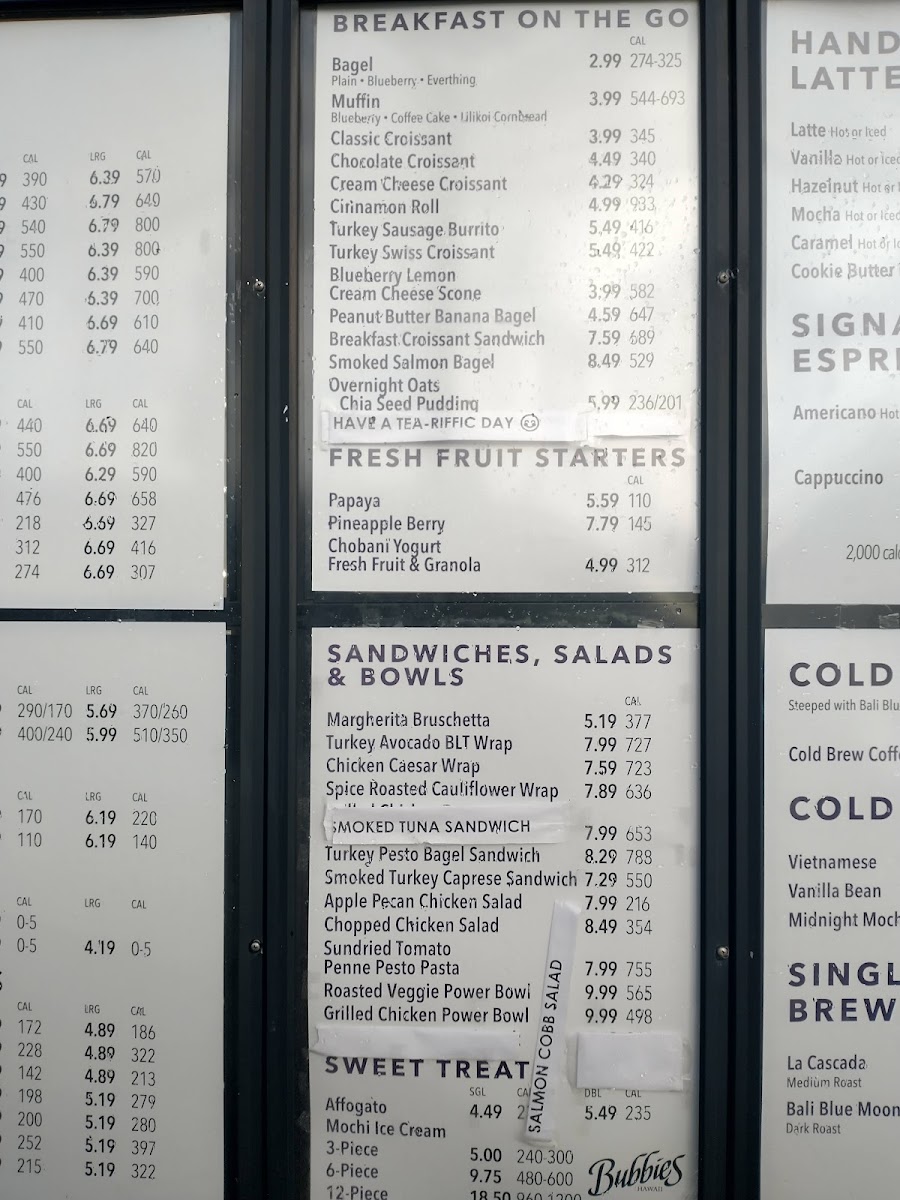 CAL LRG CAL
390 6.39 570
430 6.79 640
540 6.79 800
550 6.39 800
400 6.39 590
470 6.39 700
410 6.69 610
550 6.79 640
CAL LRG CAL
440 6.69 640
550 6.69 820
400 6.29 590
476 6.69 658
218 6.69 327
312 6.69 416
274 6.69 307
CAL LRG CAL
290/170 5.69 370/260
400/240 5.99 510/350
CAL LRG CAL
170 6.19 220
110 6.19 140
CAL LRG CAL
0-5
0-5 4.19 0-5
CAL LRG CAL
172 4.89 186
228 4.89 322
142 4.89 213
198 5.19 279
200 5.19 280
252 5.19 397
215 5.19 322
BREAKFAST ON THE GO
CAL
Bagel 2.99 274-325
Plain • Blueberry • Everthing
Muffin 3.99 544-693
Blueberry • Coffee Cake • Lilikoi Cornbread
Classic Croissant 3.99 345
Chocolate Croissant 4.49 340
Cream Cheese Croissant 4.29 324
Cinnamon Roll 4.99 933
Turkey Sausage Burrito 5.49 416
Turkey Swiss Croissant 5.49 422
Blueberry Lemon
Cream Cheese Scone 3.99 582
Peanut Butter Banana Bagel 4.59 647
Breakfast Croissant Sandwich 7.59 689
Smoked Salmon Bagel 8.49 529
Overnight Oats
Chia Seed Pudding 5.99 236/201
HAVE A TEA-RIFFIC DAY
FRESH FRUIT STARTERS
CAL
Papaya 5.59 110
Pineapple Berry 7.79 145
Chobani Yogurt
Fresh Fruit & Granola 4.99 312
SANDWICHES, SALADS
& BOWLS
CAL
Margherita Bruschetta 5.19 377
Turkey Avocado BLT Wrap 7.99 727
Chicken Caesar Wrap 7.59 723
Spice Roasted Cauliflower Wrap 7.89 636
SMOKED TUNA SANDWICH 7.99 653
Turkey Pesto Bagel Sandwich 8.29 788
Smoked Turkey Caprese Sandwich 7.29 550
Apple Pecan Chicken Salad 7.99 216
Chopped Chicken Salad 8.49 354
Sundried Tomato
Penne Pesto Pasta 7.99 755
Roasted Veggie Power Bowl 9.99 565
Grilled Chicken Power Bowl 9.99 498
SALMON COBB SALAD
SWEET TREAT
SGL CAL DBL CAL
Affogato 4.49 5.49 235
Mochi Ice Cream
3-Piece 5.00 240-300
6-Piece 9.75 480-600
12-Piece 18.50 960-1200
Bubbies
HAWAII
HAND
LATTE
Latte Hot or Iced
Vanilla Hot or Iced
Hazelnut Hot or
Mocha Hot or Iced
Caramel Hot or
Cookie Butter
SIGNA
ESPRE
Americano Hot
Cappuccino
2,000
COLD
Steeped with Bali Blu
Cold Brew Coffe
COLD
Vietnamese
Vanilla Bean
Midnight Moch
SINGL
BREW
La Cascada
Medium Roast
Bali Blue Moon
Dark Roast